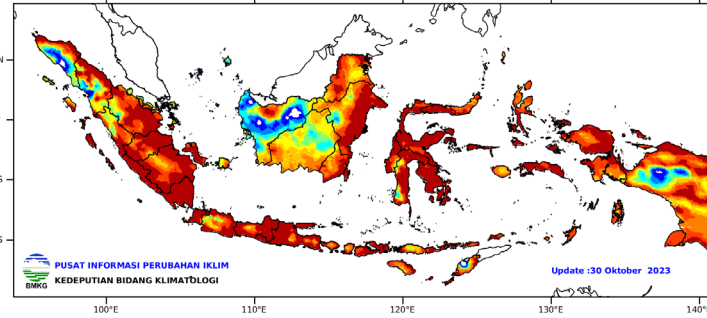 N
S
S
PUSAT INFORMASI PERUBAHAN IKLIM
KEDEPUTIAN BIDANG KLIMATOLOGI
BMKG
Update :30 Oktober 2023
100°E
110°E
120°E
130°E
140°